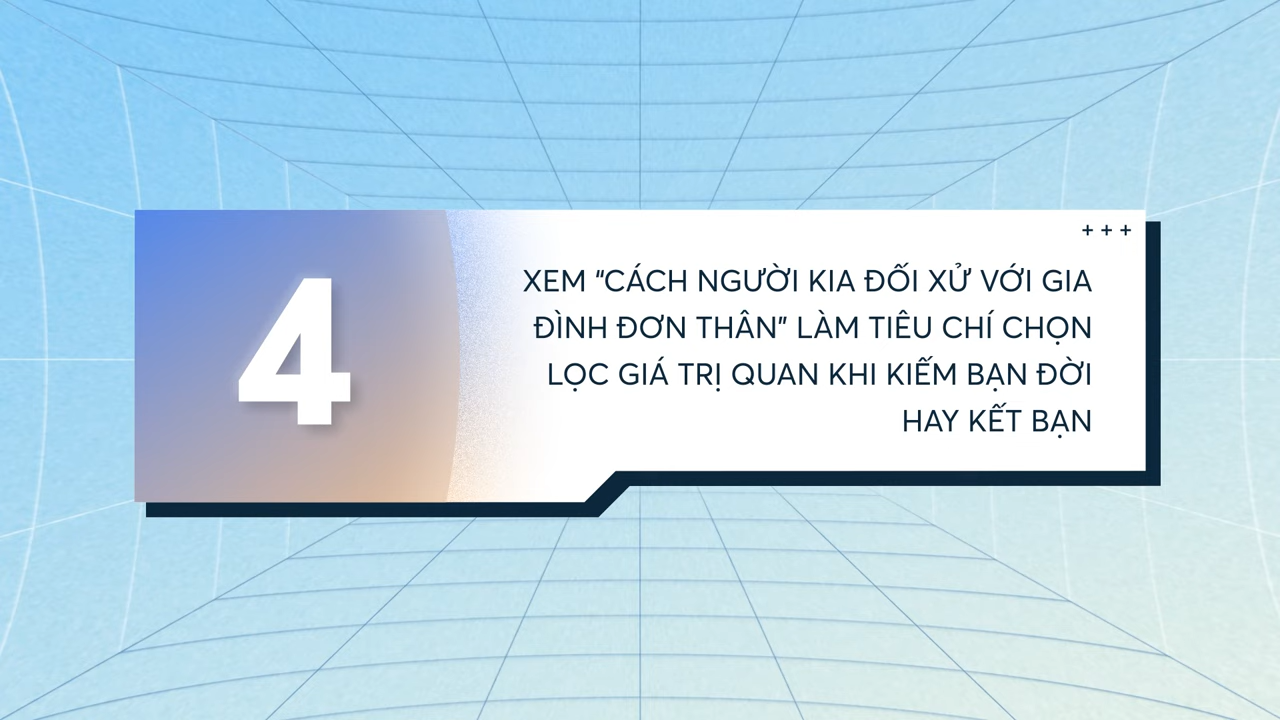 4
+ + +
XEM “CÁCH NGƯỜI KIA ĐỐI XỬ VỚI GIA
ĐÌNH ĐƠN THÂN” LÀM TIÊU CHÍ CHỌN
LỌC GIÁ TRỊ QUAN KHI KIẾM BẠN ĐỜI
HAY KẾT BẠN